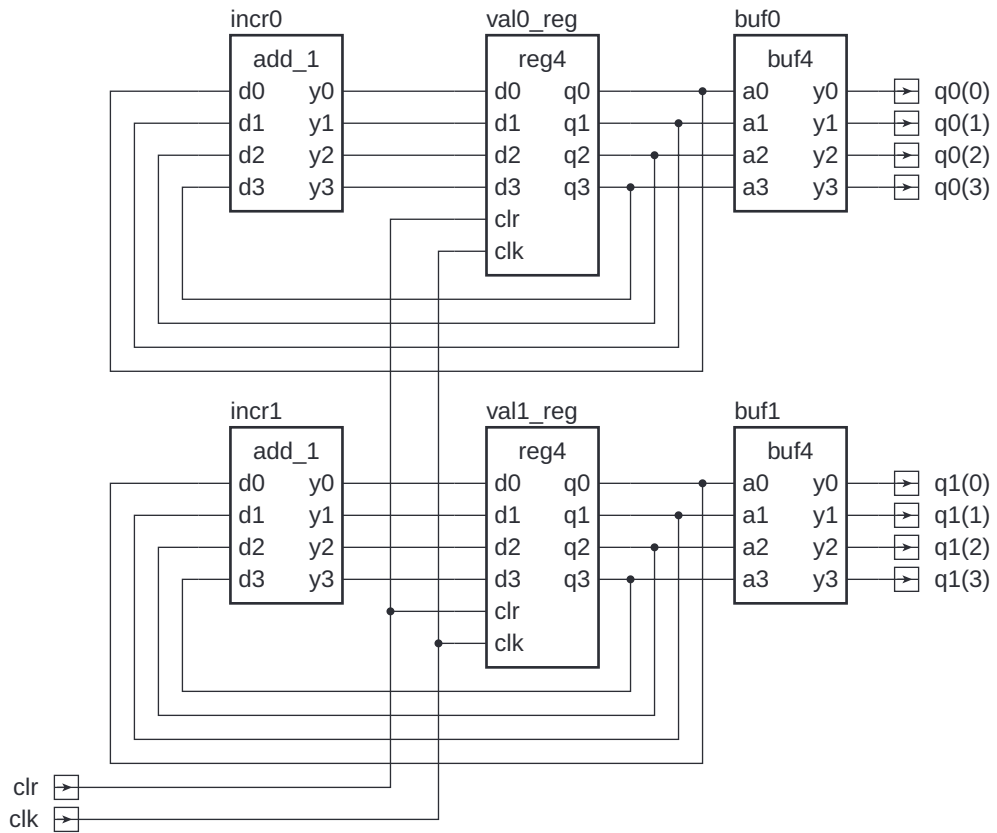 incr0 val0_reg buf0
add_1 reg4 buf4
d0 y0 d0 q0 a0 y0 q0(0)
d1 y1 d1 q1 a1 y1 q0(1)
d2 y2 d2 q2 a2 y2 q0(2)
d3 y3 d3 q3 a3 y3 q0(3)
clr
clk
incr1 val1_reg buf1
add_1 reg4 buf4
d0 y0 d0 q0 a0 y0 q1(0)
d1 y1 d1 q1 a1 y1 q1(1)
d2 y2 d2 q2 a2 y2 q1(2)
d3 y3 d3 q3 a3 y3 q1(3)
clr
clk
clr
clk